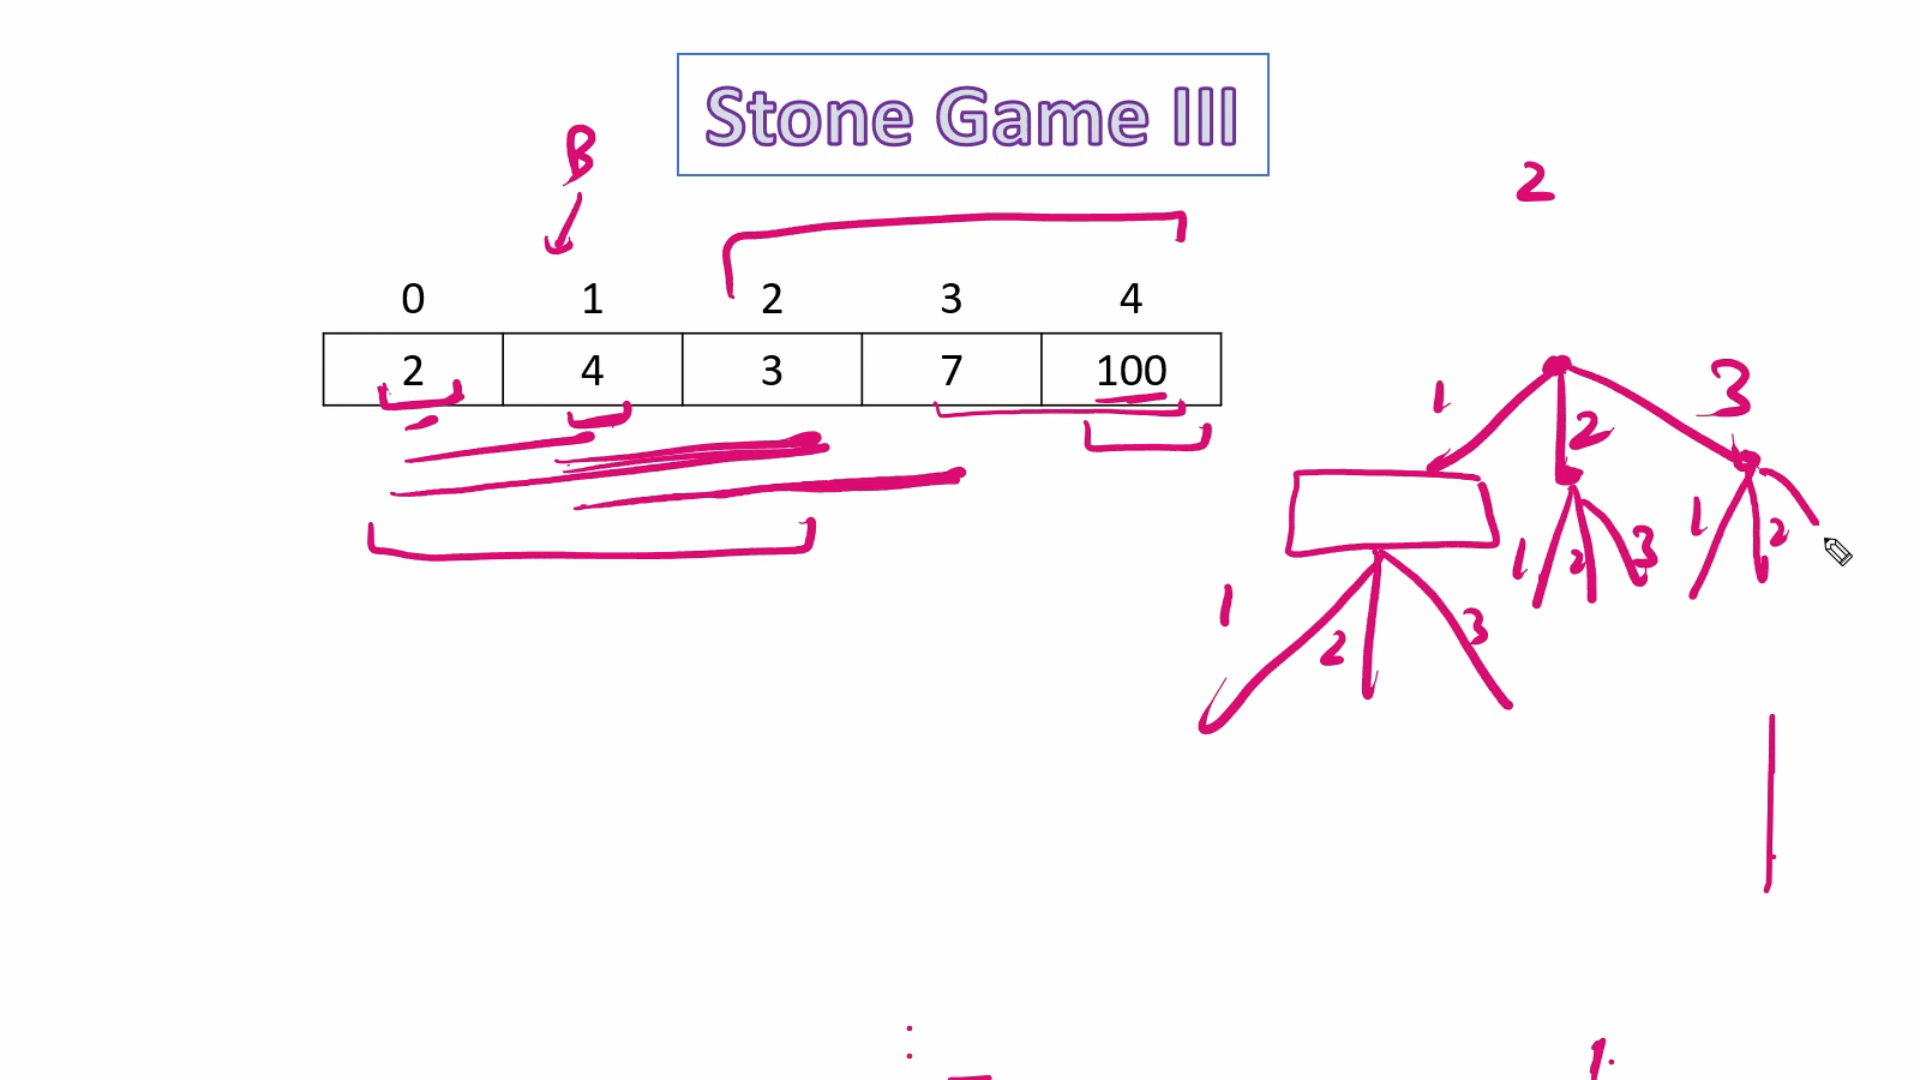 Stone Game III
B
2
0 1 2 3 4
2 4 3 7 100
1 2 3
1 2 3 1 2
1 2 3
1